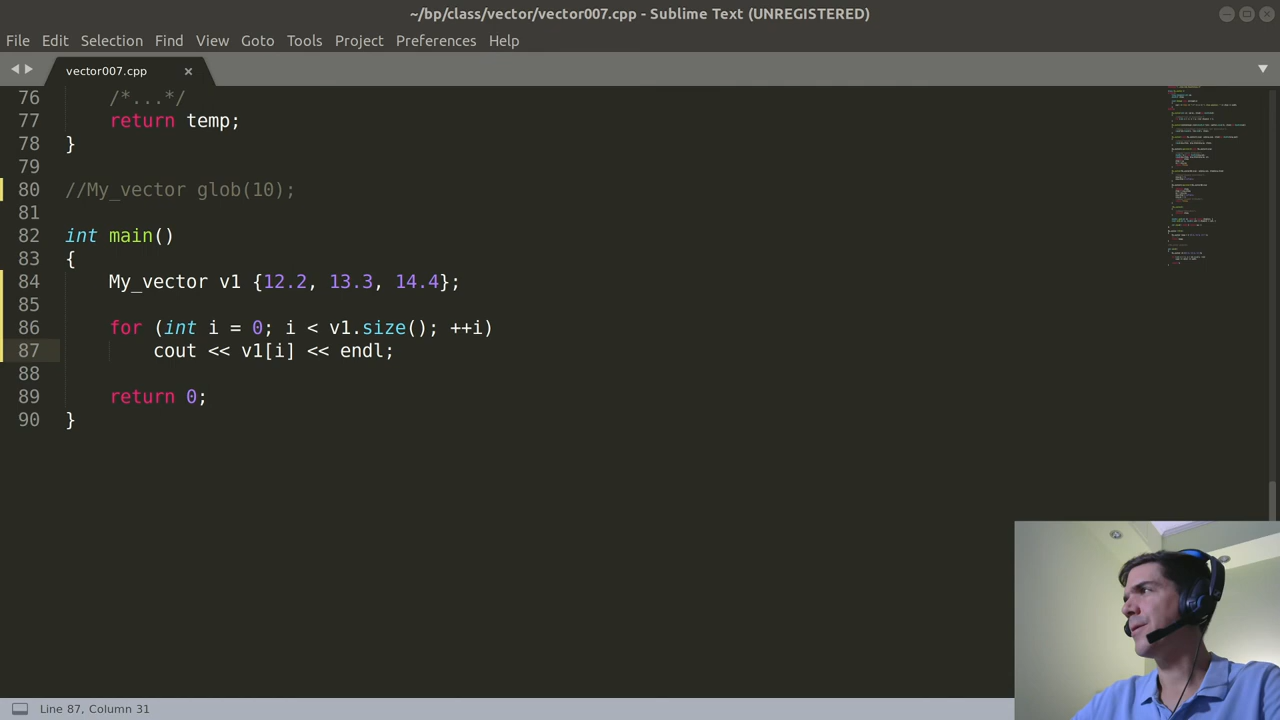 ~/bp/class/vector/vector007.cpp - Sublime Text (UNREGISTERED)
File Edit Selection Find View Goto Tools Project Preferences Help
vector007.cpp
76 /*...*/
77 return temp;
78 }
79
80 //My_vector glob(10);
81
82 int main()
83 {
84 My_vector v1 {12.2, 13.3, 14.4};
85
86 for (int i = 0; i < v1.size(); ++i)
87 cout << v1[i] << endl;
88
89 return 0;
90 }
Line 87, Column 31